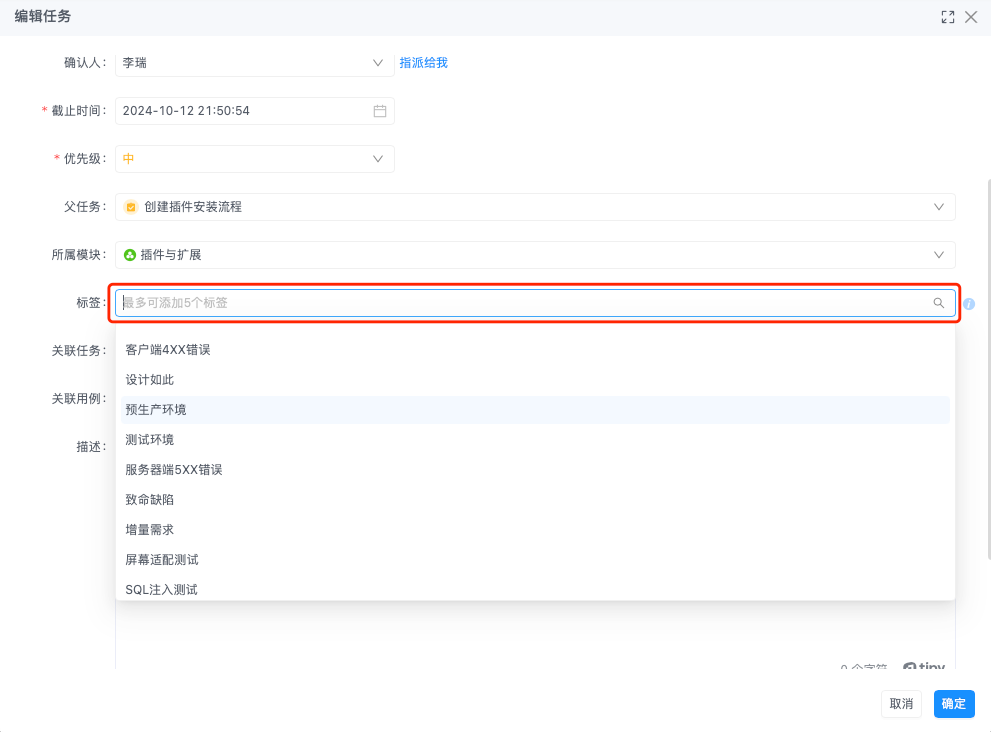 编辑任务
确认人: 李瑞 指派给我
* 截止时间: 2024-10-12 21:50:54
* 优先级: 中
父任务: 创建插件安装流程
所属模块: 插件与扩展
标签: 最多可添加5个标签
关联任务:
客户端4XX错误
设计如此
关联用例:
预生产环境
测试环境
描述:
服务器端5XX错误
致命缺陷
增量需求
屏幕适配测试
SQL注入测试
0 个字符 tiny
取消 确定